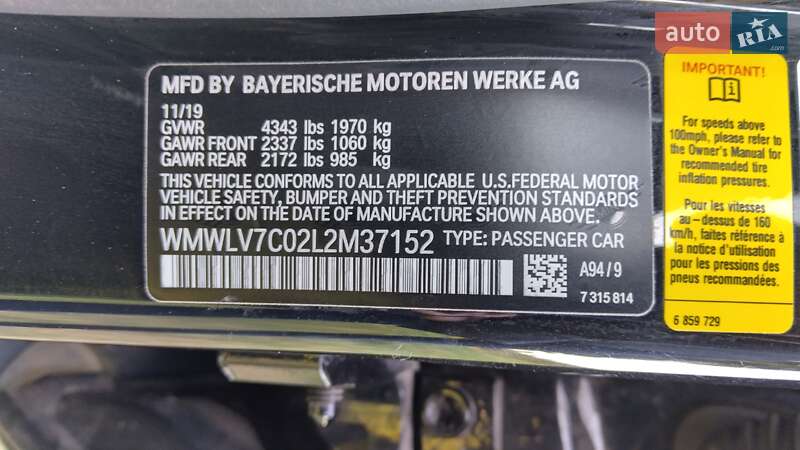 auto RIA .com
MFD BY BAYERISCHE MOTOREN WERKE AG
11/19
GVWR 4343 lbs 1970 kg
GAWR FRONT 2337 lbs 1060 kg
GAWR REAR 2172 lbs 985 kg
THIS VEHICLE CONFORMS TO ALL APPLICABLE U.S.FEDERAL MOTOR
VEHICLE SAFETY, BUMPER AND THEFT PREVENTION STANDARDS
IN EFFECT ON THE DATE OF MANUFACTURE SHOWN ABOVE.
WMWLV7C02L2M37152 TYPE: PASSENGER CAR
A94/9
7 315 814
IMPORTANT!
For speeds above
100mph, please refer to
the Owner's Manual for
recommended tire
inflation pressures.
Pour les vitesses
au-dessus de 160
km/h, faites référence à
la notice d'utilisation
pour les pressions des
pneus recommandées.
6 859 729